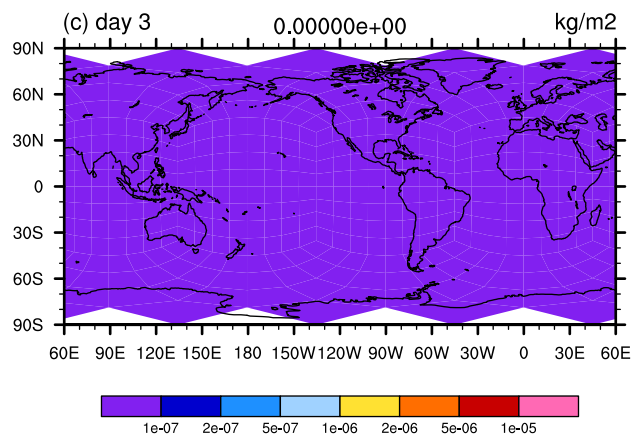 (c) day 3 0.00000e+00 kg/m2
90N
60N
30N
0
30S
60S
90S
60E 90E 120E 150E 180 150W 120W 90W 60W 30W 0 30E 60E
1e-07 2e-07 5e-07 1e-06 2e-06 5e-06 1e-05